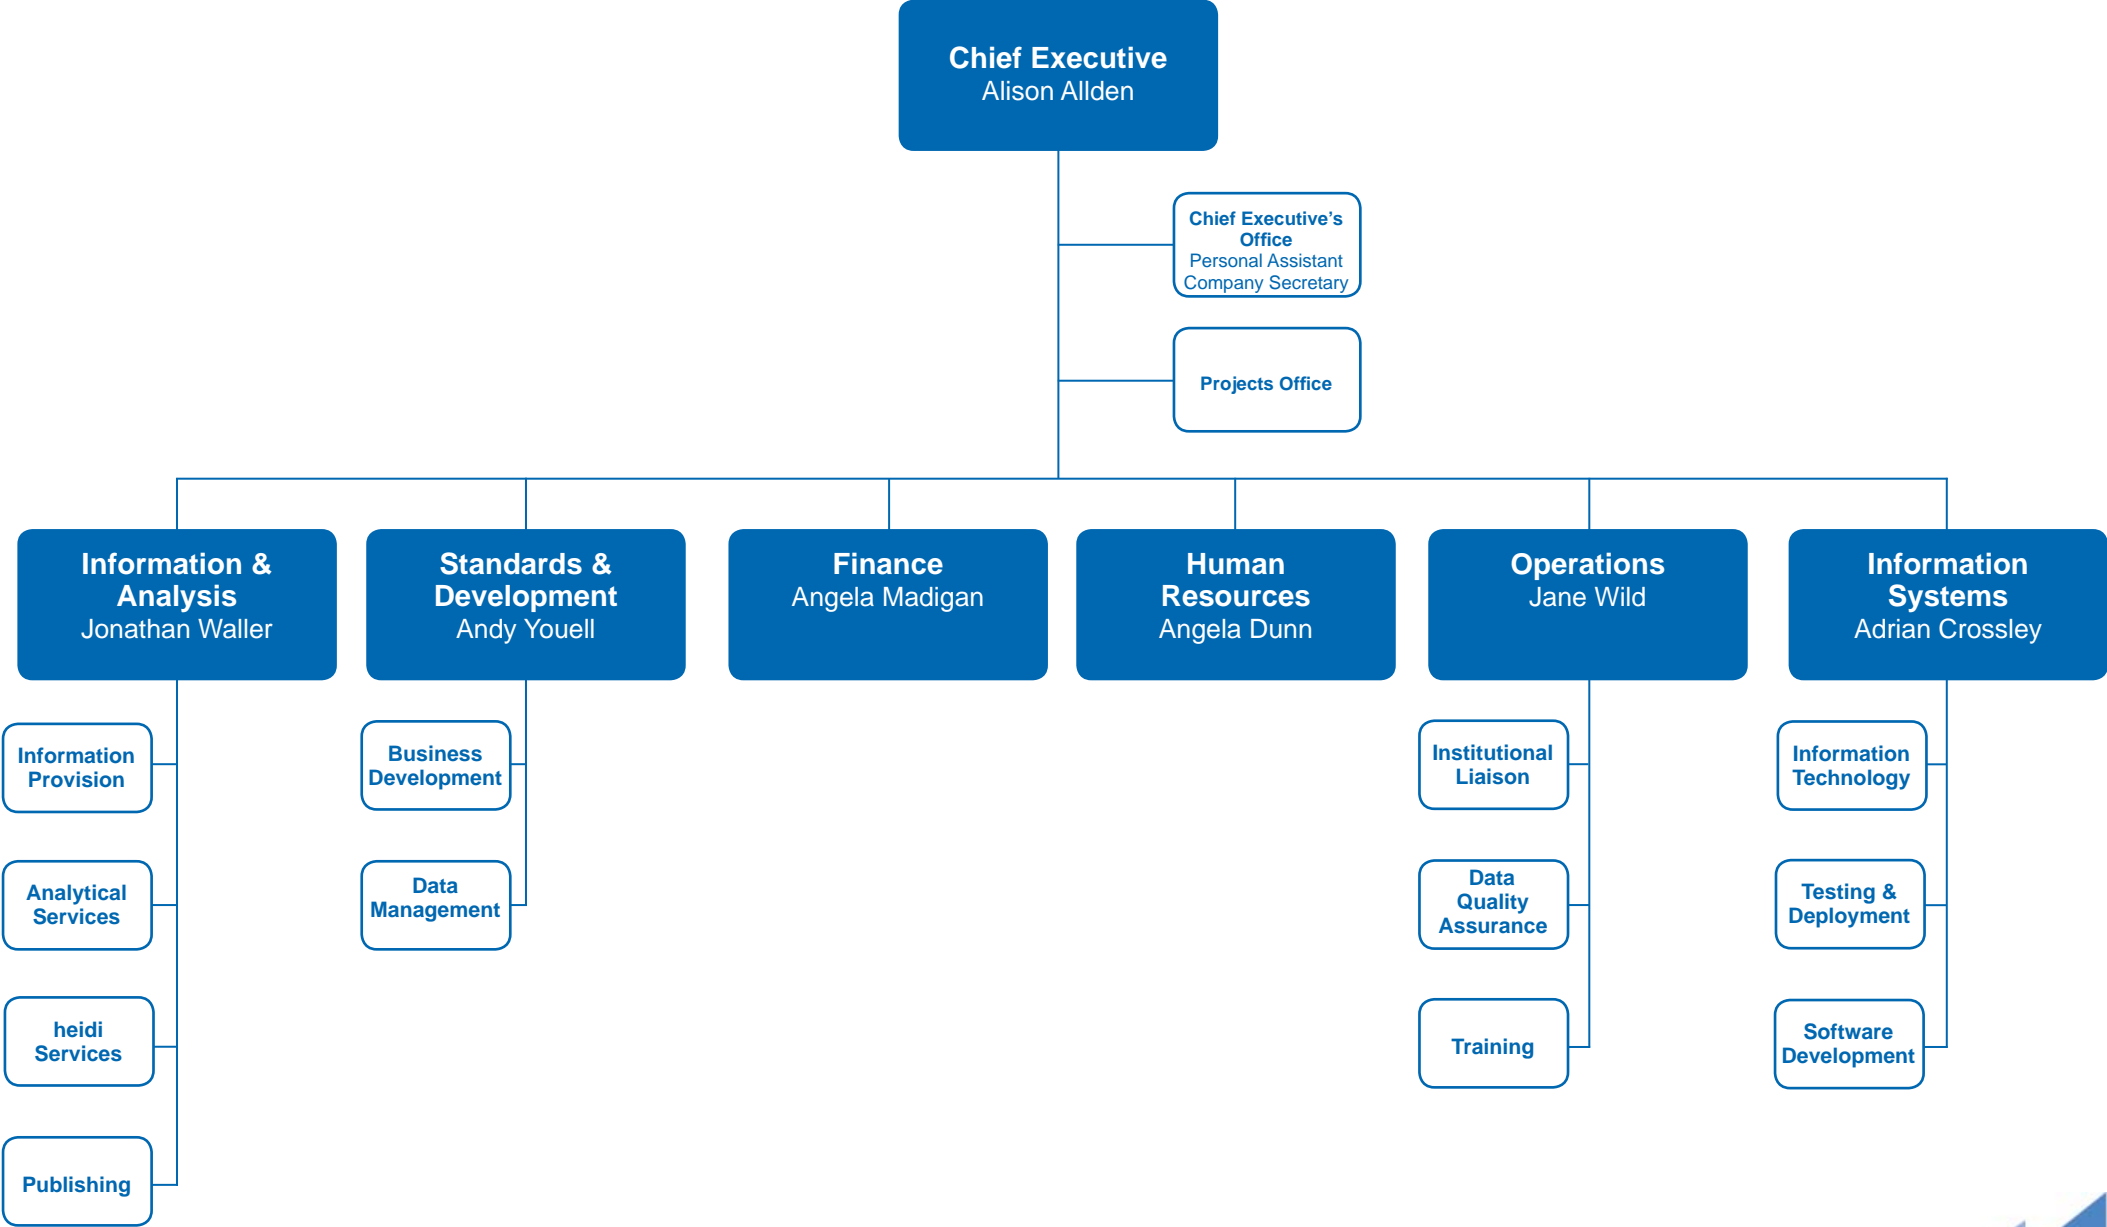 Chief Executive
Alison Allden
Chief Executive’s
Office
Personal Assistant
Company Secretary
Projects Office
Information &
Analysis
Jonathan Waller
Standards &
Development
Andy Youell
Finance
Angela Madigan
Human
Resources
Angela Dunn
Operations
Jane Wild
Information
Systems
Adrian Crossley
Information
Provision
Analytical
Services
heidi
Services
Publishing
Business
Development
Data
Management
Institutional
Liaison
Data
Quality
Assurance
Training
Information
Technology
Testing &
Deployment
Software
Development